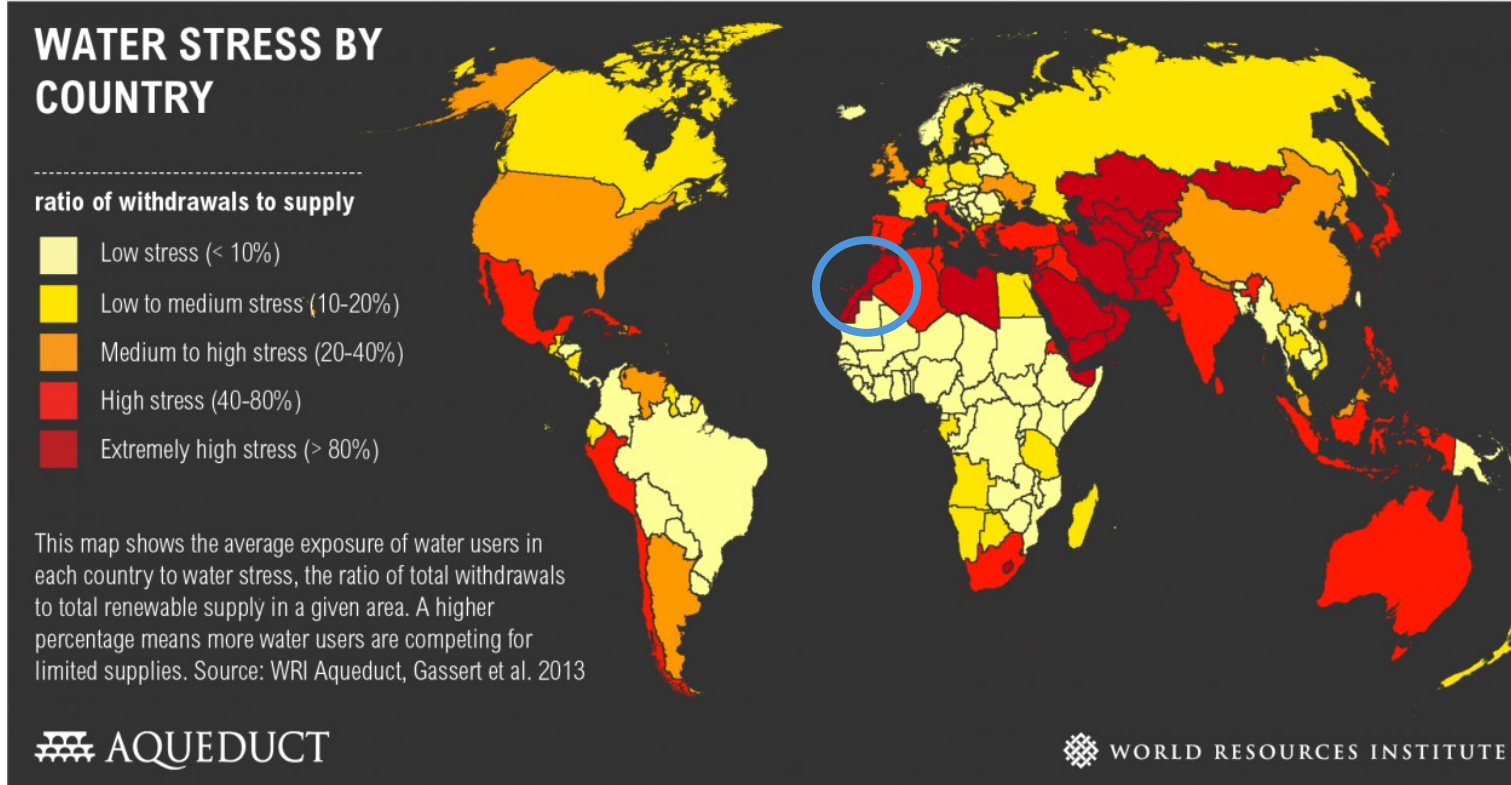 WATER STRESS BY
COUNTRY
ratio of withdrawals to supply
Low stress (< 10%)
Low to medium stress (10-20%)
Medium to high stress (20-40%)
High stress (40-80%)
Extremely high stress (> 80%)
This map shows the average exposure of water users in
each country to water stress, the ratio of total withdrawals
to total renewable supply in a given area. A higher
percentage means more water users are competing for
limited supplies. Source: WRI Aqueduct, Gassert et al. 2013
AQUEDUCT
WORLD RESOURCES INSTITUTE